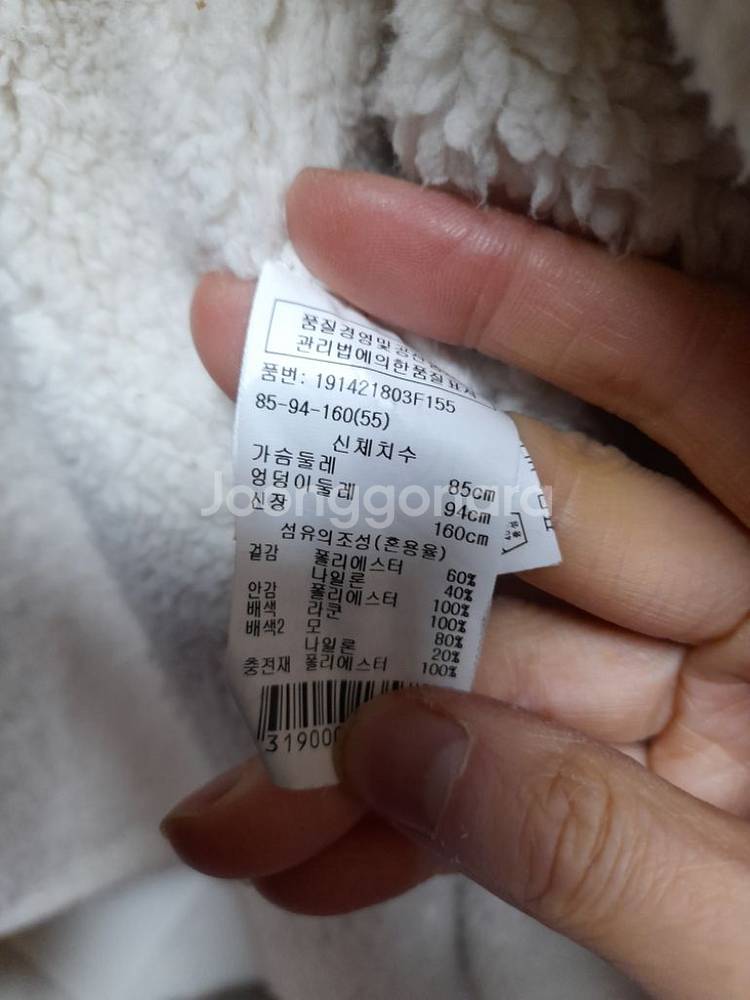 품질경영및공산
관리법에의한품질표시
품번: 191421803F155
85-94-160(55)
신체치수
가슴둘레 85cm
엉덩이둘레 94cm
신장 160cm
섬유의조성(혼용율)
겉감 폴리에스터 60%
나일론 40%
안감 폴리에스터 100%
배색 라쿤 100%
배색2 모 80%
나일론 20%
충전재 폴리에스터 100%
31900
Joonggonara